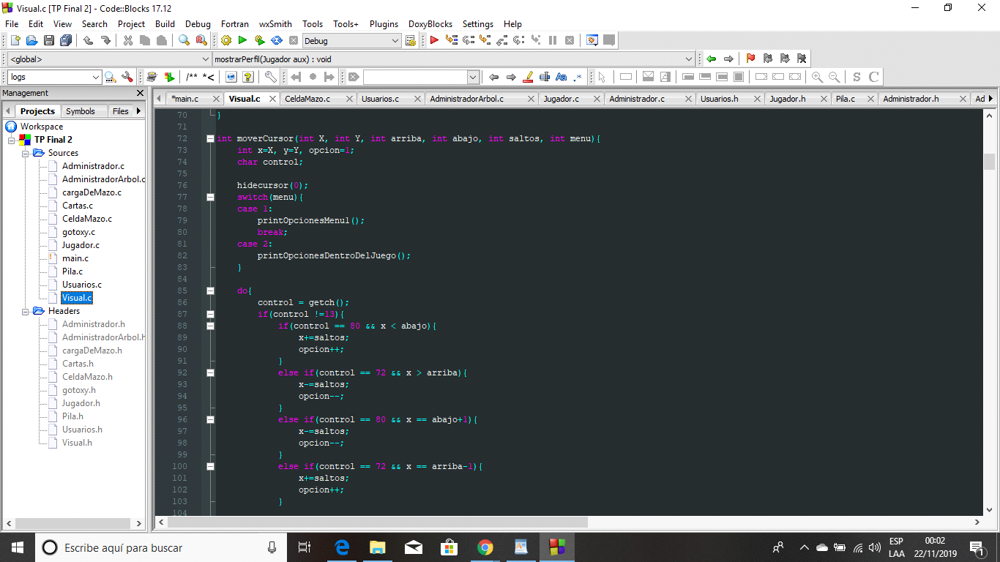 Visual.c [TP Final 2] - Code::Blocks 17.12
File Edit View Search Project Build Debug Fortran wxSmith Tools Tools+ Plugins DoxyBlocks Settings Help
Debug
<global> mostrarPerfil(Jugador aux) : void
logs /** *<
Management
Projects Symbols Files
*main.c Visual.c CeldaMazo.c Usuarios.c AdministradorArbol.c Jugador.c Administrador.c Usuarios.h Jugador.h Pila.c Administrador.h Ad
Workspace
TP Final 2
Sources
Administrador.c
AdministradorArbol.c
cargaDeMazo.c
Cartas.c
CeldaMazo.c
gotoxy.c
Jugador.c
main.c
Pila.c
Usuarios.c
Visual.c
Headers
Administrador.h
AdministradorArbol.h
cargaDeMazo.h
Cartas.h
CeldaMazo.h
gotoxy.h
Jugador.h
Pila.h
Usuarios.h
Visual.h
70 }
71
72 int moverCursor(int X, int Y, int arriba, int abajo, int saltos, int menu){
73 int x=X, y=Y, opcion=1;
74 char control;
75
76 hidecursor(0);
77 switch(menu){
78 case 1:
79 printOpcionesMenu1();
80 break;
81 case 2:
82 printOpcionesDentroDelJuego();
83 }
84
85 do{
86 control = getch();
87 if(control !=13){
88 if(control == 80 && x < abajo){
89 x+=saltos;
90 opcion++;
91 }
92 else if(control == 72 && x > arriba){
93 x-=saltos;
94 opcion--;
95 }
96 else if(control == 80 && x == abajo+1){
97 x-=saltos;
98 opcion--;
99 }
100 else if(control == 72 && x == arriba-1){
101 x+=saltos;
102 opcion++;
103 }
104
Escribe aquí para buscar
ESP
LAA
00:02
22/11/2019
1